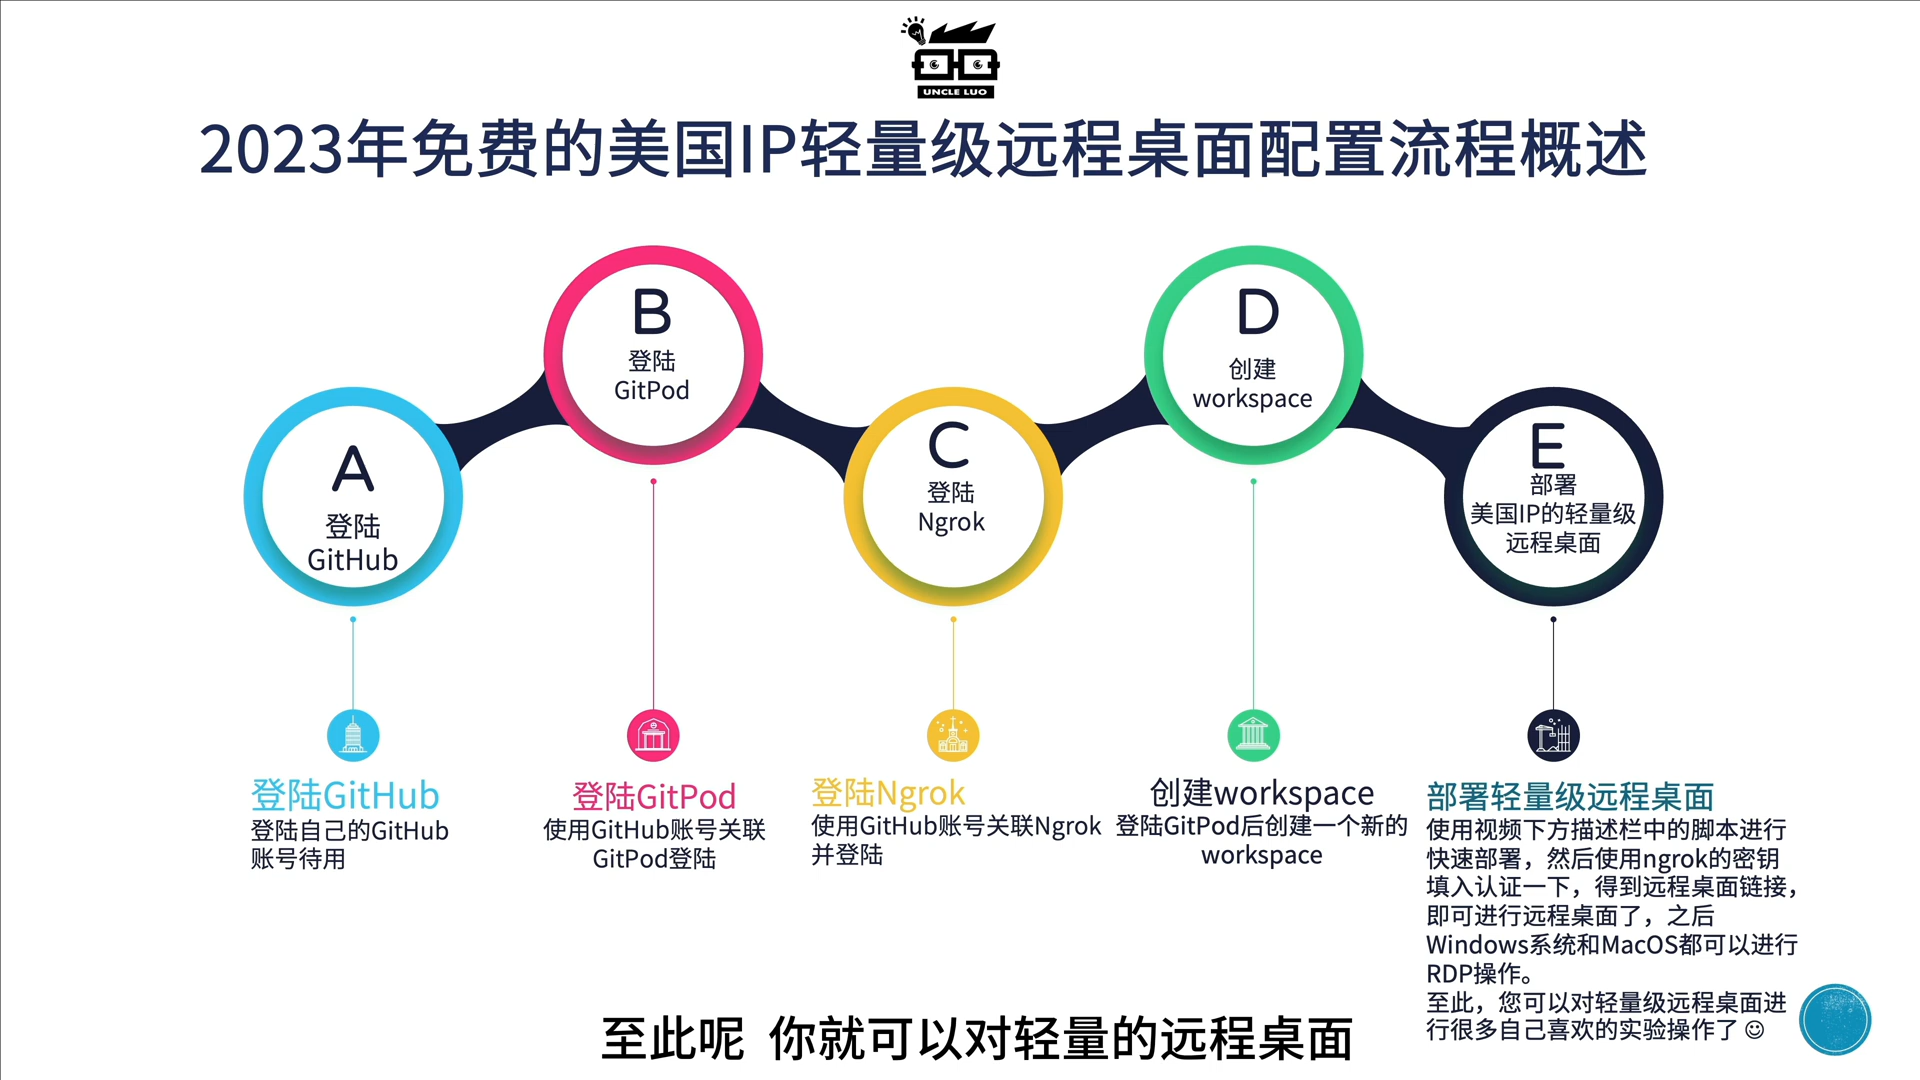 UNCLE LUO
2023年免费的美国IP轻量级远程桌面配置流程概述
A
登陆
GitHub
B
登陆
GitPod
C
登陆
Ngrok
D
创建
workspace
E
部署
美国IP的轻量级
远程桌面
登陆GitHub
登陆自己的GitHub
账号待用
登陆GitPod
使用GitHub账号关联
GitPod登陆
登陆Ngrok
使用GitHub账号关联Ngrok
并登陆
创建workspace
登陆GitPod后创建一个新的
workspace
部署轻量级远程桌面
使用视频下方描述栏中的脚本进行
快速部署，然后使用ngrok的密钥
填入认证一下，得到远程桌面链接，
即可进行远程桌面了，之后
Windows系统和MacOS都可以进行
RDP操作。
至此，您可以对轻量级远程桌面进
行很多自己喜欢的实验操作了☺
至此呢 你就可以对轻量的远程桌面